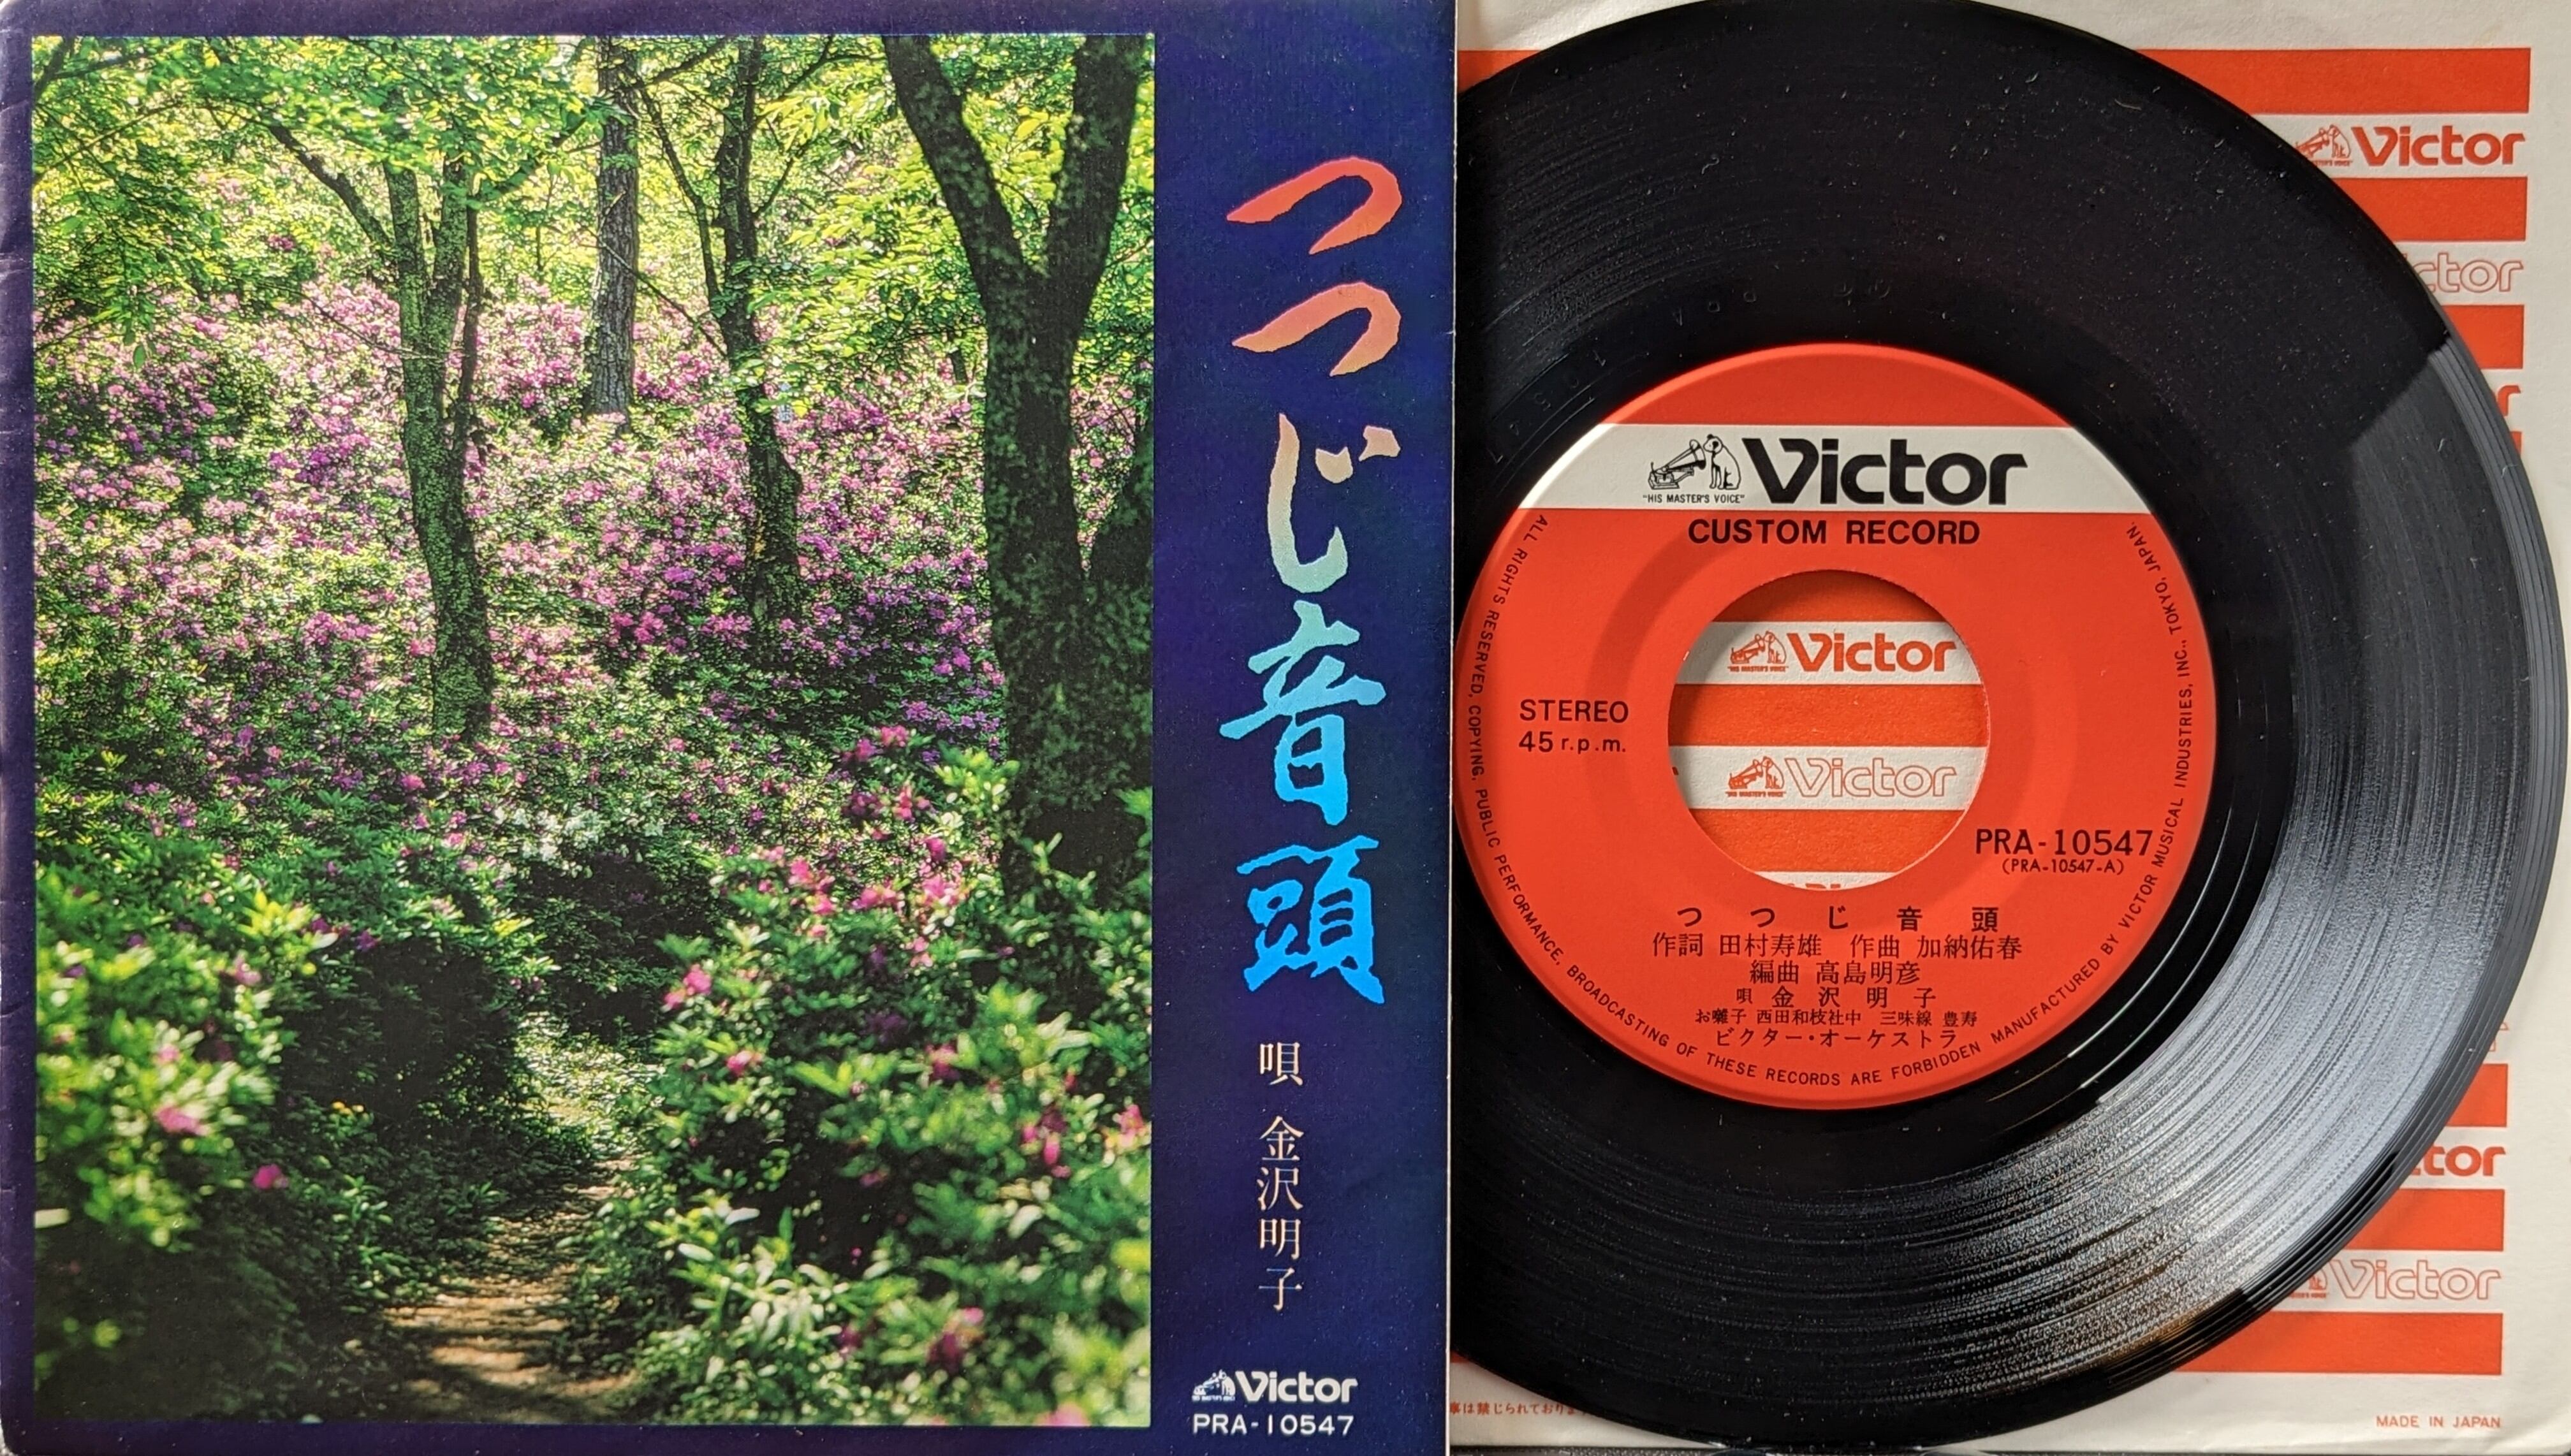 つつじ音頭
唄 金沢明子
Victor
PRA-10547
Victor
Victor
"HIS MASTER'S VOICE"
Victor
CUSTOM RECORD
STEREO
45 r.p.m.
Victor
Victor
PRA-10547
(PRA-10547-A)
つつじ音頭
作詞 田村寿雄 作曲 加納佑春
編曲 高島明彦
唄 金沢明子
お囃子 西田和枝社中 三味線 豊寿
ビクター・オーケストラ
ALL RIGHTS RESERVED. COPYING. PUBLIC PERFORMANCE. BROADCASTING OF THESE RECORDS ARE FORBIDDEN MANUFACTURED BY VICTOR MUSICAL INDUSTRIES, INC., TOKYO, JAPAN.
Victor
MADE IN JAPAN